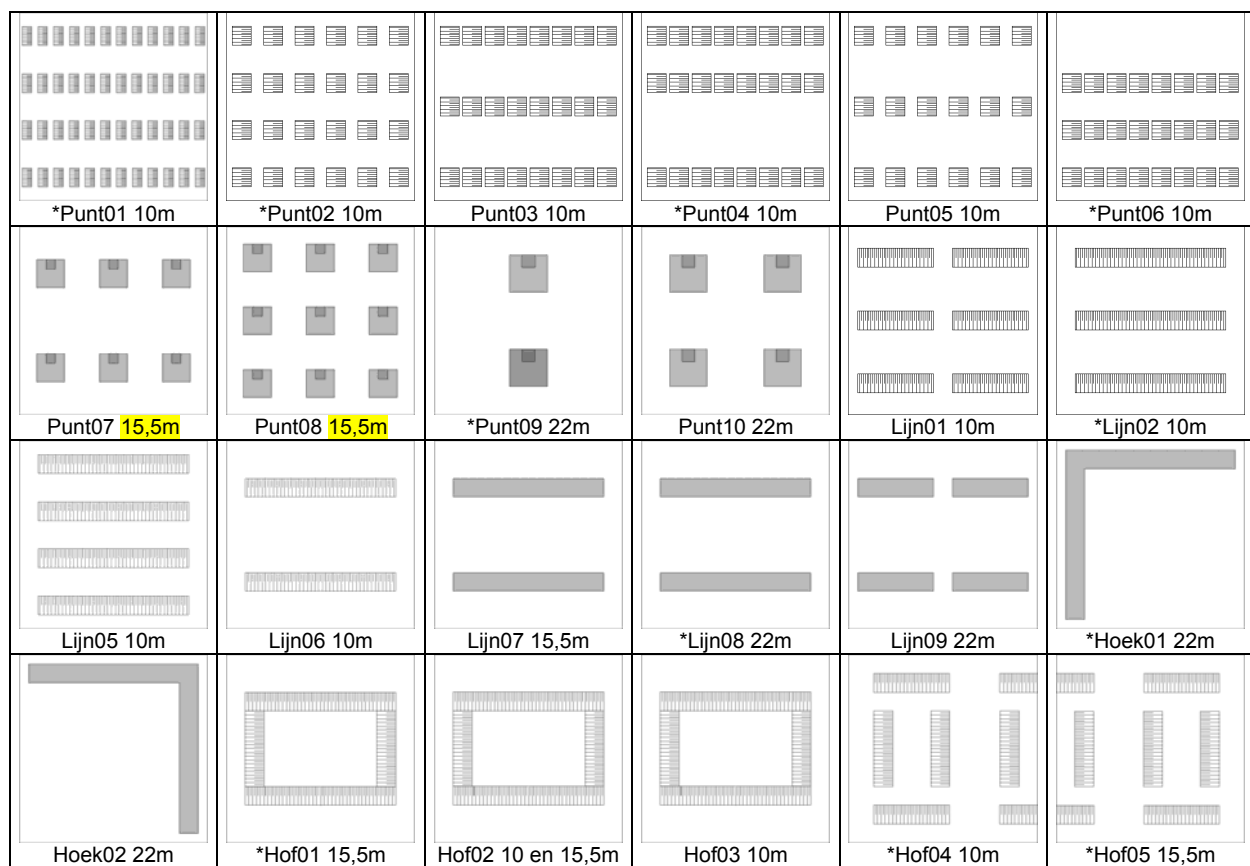 *Punt01 10m
*Punt02 10m
Punt03 10m
*Punt04 10m
Punt05 10m
*Punt06 10m
Punt07 15,5m
Punt08 15,5m
*Punt09 22m
Punt10 22m
Lijn01 10m
*Lijn02 10m
Lijn05 10m
Lijn06 10m
Lijn07 15,5m
*Lijn08 22m
Lijn09 22m
*Hoek01 22m
Hoek02 22m
*Hof01 15,5m
Hof02 10 en 15,5m
Hof03 10m
*Hof04 10m
*Hof05 15,5m